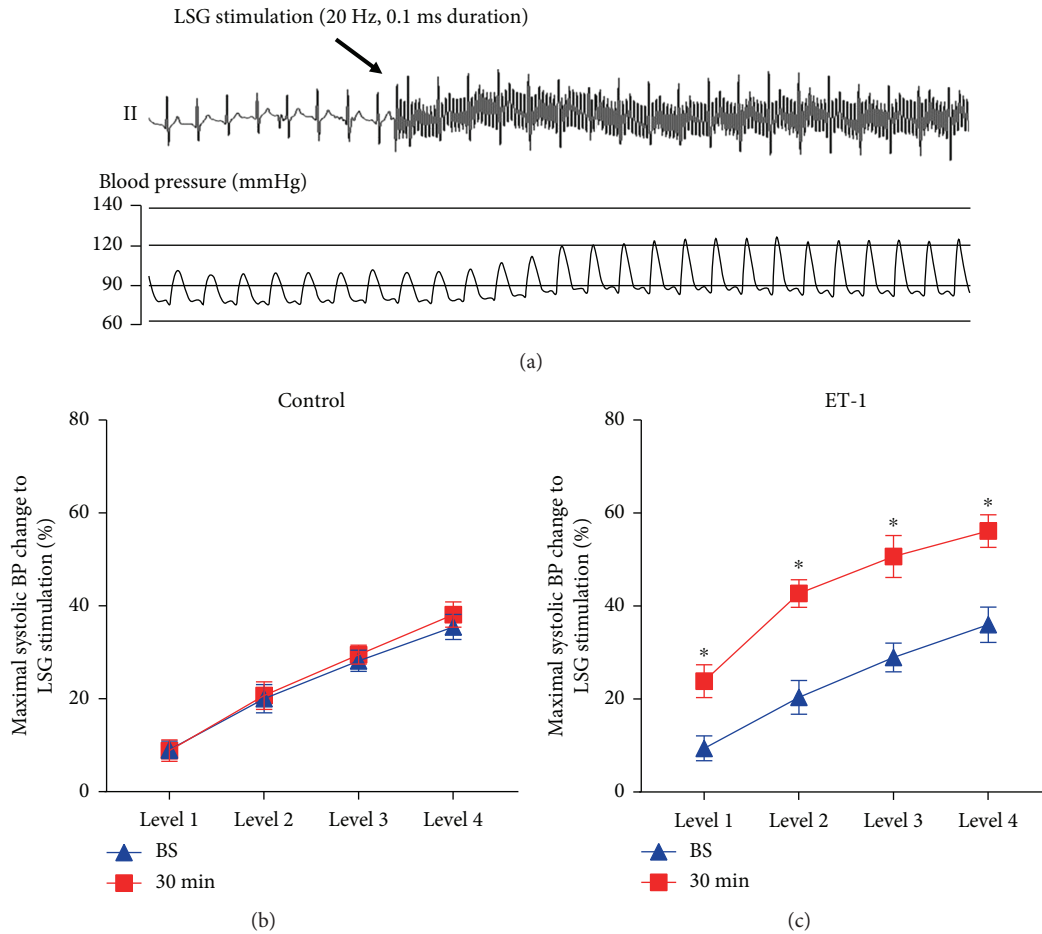 LSG stimulation (20 Hz, 0.1 ms duration)
II
Blood pressure (mmHg)
140
120
90
60
(a)
Control
Maximal systolic BP change to
LSG stimulation (%)
80
60
40
20
0
Level 1 Level 2 Level 3 Level 4
BS
30 min
(b)
ET-1
Maximal systolic BP change to
LSG stimulation (%)
80
60
40
20
0
* * * *
Level 1 Level 2 Level 3 Level 4
BS
30 min
(c)